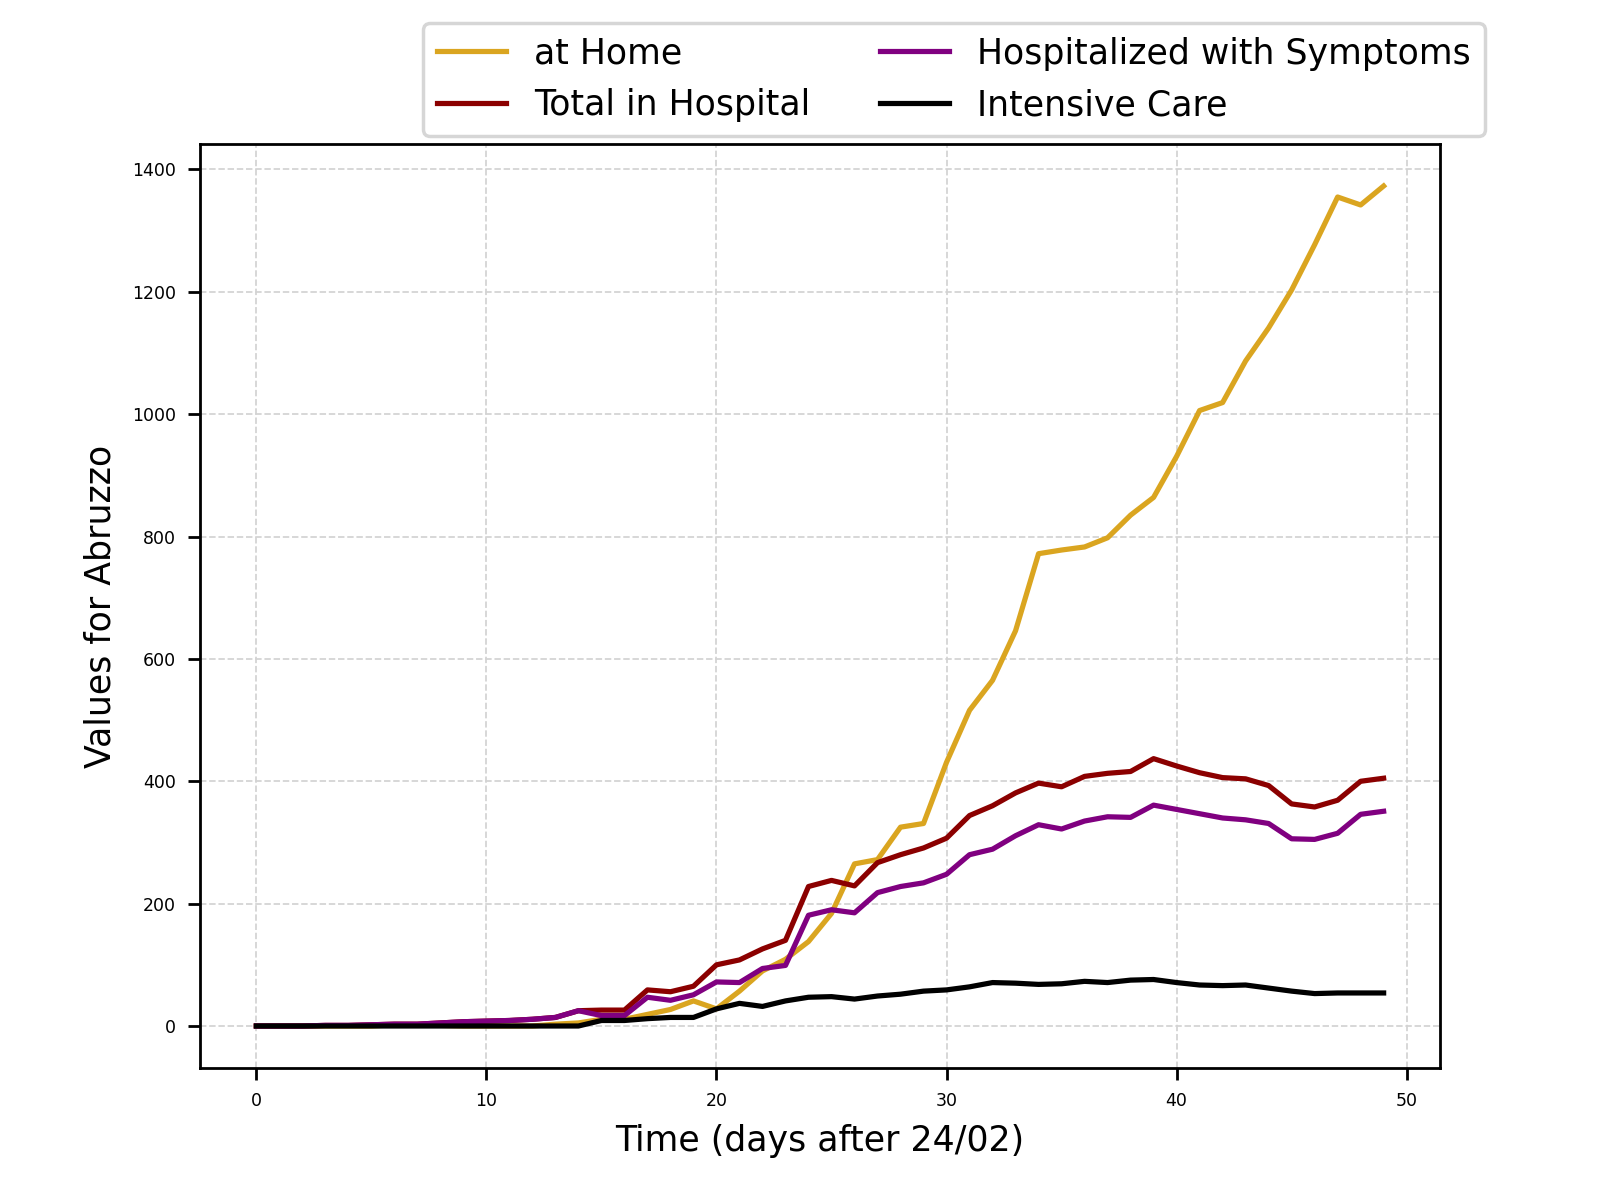 at Home
Total in Hospital
Hospitalized with Symptoms
Intensive Care
Values for Abruzzo
1400
1200
1000
800
600
400
200
0
0 10 20 30 40 50
Time (days after 24/02)